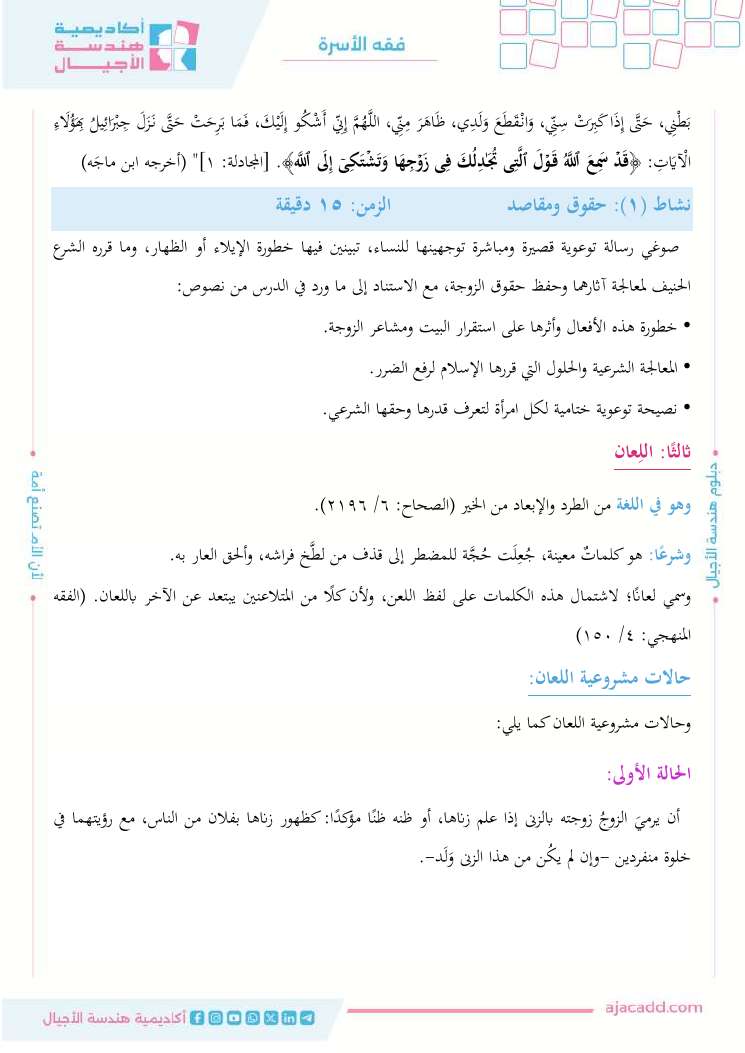 أكاديمية
هندسة
الأجيال
فقه الأسرة
بَطْنِي، حَتَّى إِذَا كَبِرَتْ سِنِّي، وَانْقَطَعَ وَلَدِي، ظَاهَرَ مِنِّي، اللَّهُمَّ إِنِّي أَشْكُو إِلَيْكَ، فَمَا بَرِحَتْ حَتَّى نَزَلَ جِبْرَائِيلُ بِهَؤُلَاءِ
الْآيَاتِ: ﴿قَدْ سَمِعَ ٱللَّهُ قَوْلَ ٱلَّتِي تُجَٰدِلُكَ فِي زَوْجِهَا وَتَشْتَكِيٓ إِلَى ٱللَّهِ﴾. [المجادلة: ١]" (أخرجه ابن ماجَه)
نشاط (١): حقوق ومقاصد الزمن: ١٥ دقيقة
صوغي رسالة توعوية قصيرة ومباشرة توجهينها للنساء، تبينين فيها خطورة الإيلاء أو الظهار، وما قرره الشرع
الحنيف لمعالجة آثارهما وحفظ حقوق الزوجة، مع الاستناد إلى ما ورد في الدرس من نصوص:
• خطورة هذه الأفعال وأثرها على استقرار البيت ومشاعر الزوجة.
• المعالجة الشرعية والحلول التي قررها الإسلام لرفع الضرر.
• نصيحة توعوية ختامية لكل امرأة لتعرف قدرها وحقها الشرعي.
ثالثًا: اللِعان
وهو في اللغة من الطرد والإبعاد من الخير (الصحاح: ٦/ ٢١٩٦).
وشرعًا: هو كلماتٌ معينة، جُعِلَت حُجَّة للمضطر إلى قذف من لطَّخ فراشه، وألحق العار به.
وسمي لعانًا؛ لاشتمال هذه الكلمات على لفظ اللعن، ولأن كلًا من المتلاعنين يبتعد عن الآخر باللعان. (الفقه
المنهجي: ٤/ ١٥٠)
حالات مشروعية اللعان:
وحالات مشروعية اللعان كما يلي:
الحالة الأولى:
أن يرميَ الزوجُ زوجته بالزنى إذا علم زناها، أو ظنه ظنًا مؤكدًا: كظهور زناها بفلان من الناس، مع رؤيتهما في
خلوة منفردين –وإن لم يكُن من هذا الزنى وَلَد–.
دبلوم هندسة الأجيال
لأن الأم تصنع أمة
ajacadd.com
أكاديمية هندسة الأجيال